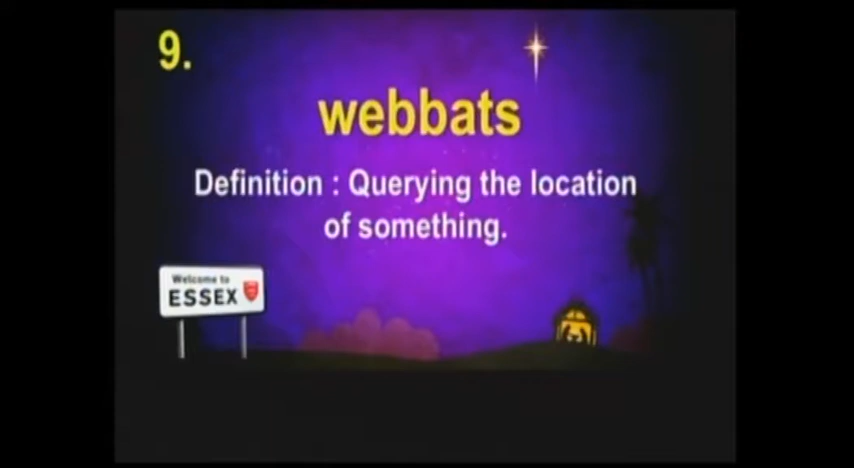 9.
webbats
Definition : Querying the location
of something.
Welcome to
ESSEX